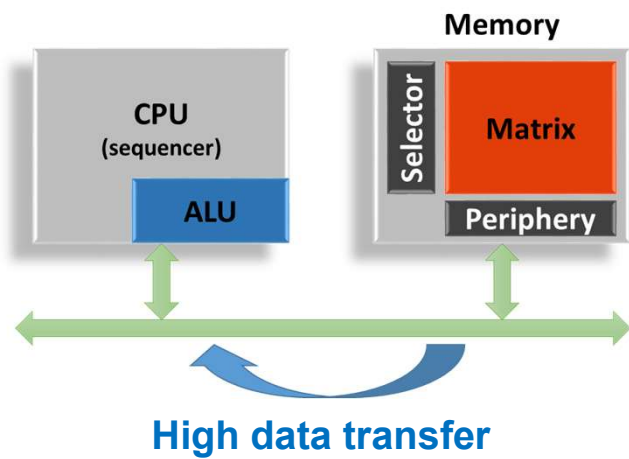 Memory
CPU
(sequencer)
ALU
Selector
Matrix
Periphery
High data transfer